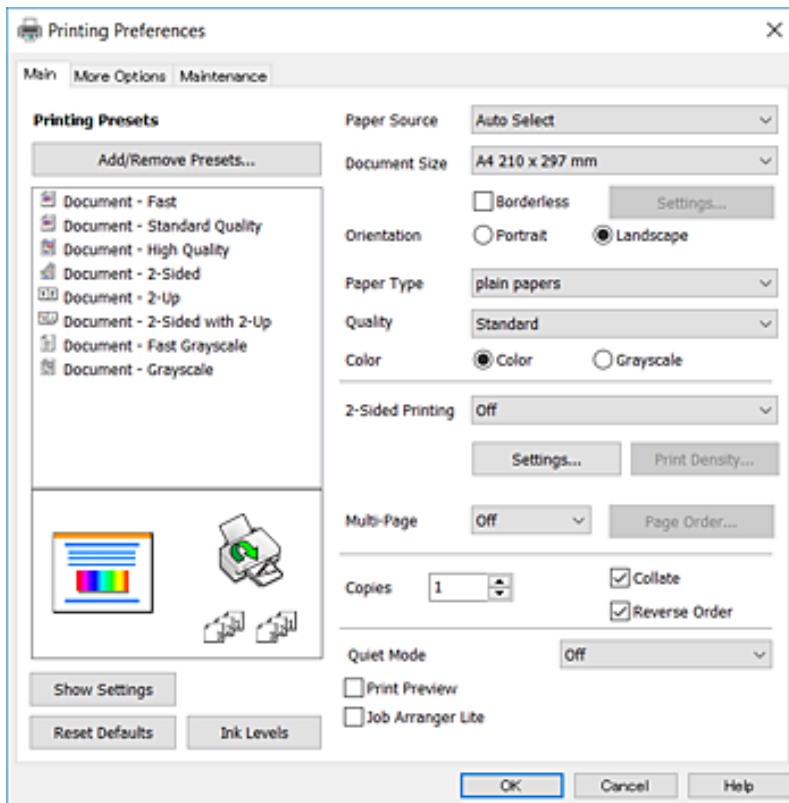 Printing Preferences
Main More Options Maintenance
Printing Presets
Add/Remove Presets...
Document - Fast
Document - Standard Quality
Document - High Quality
Document - 2-Sided
Document - 2-Up
Document - 2-Sided with 2-Up
Document - Fast Grayscale
Document - Grayscale
Show Settings
Reset Defaults Ink Levels
Paper Source Auto Select
Document Size A4 210 x 297 mm
Borderless Settings...
Orientation Portrait Landscape
Paper Type plain papers
Quality Standard
Color Color Grayscale
2-Sided Printing Off
Settings... Print Density...
Multi-Page Off Page Order...
Copies 1 Collate
Reverse Order
Quiet Mode Off
Print Preview
Job Arranger Lite
OK Cancel Help